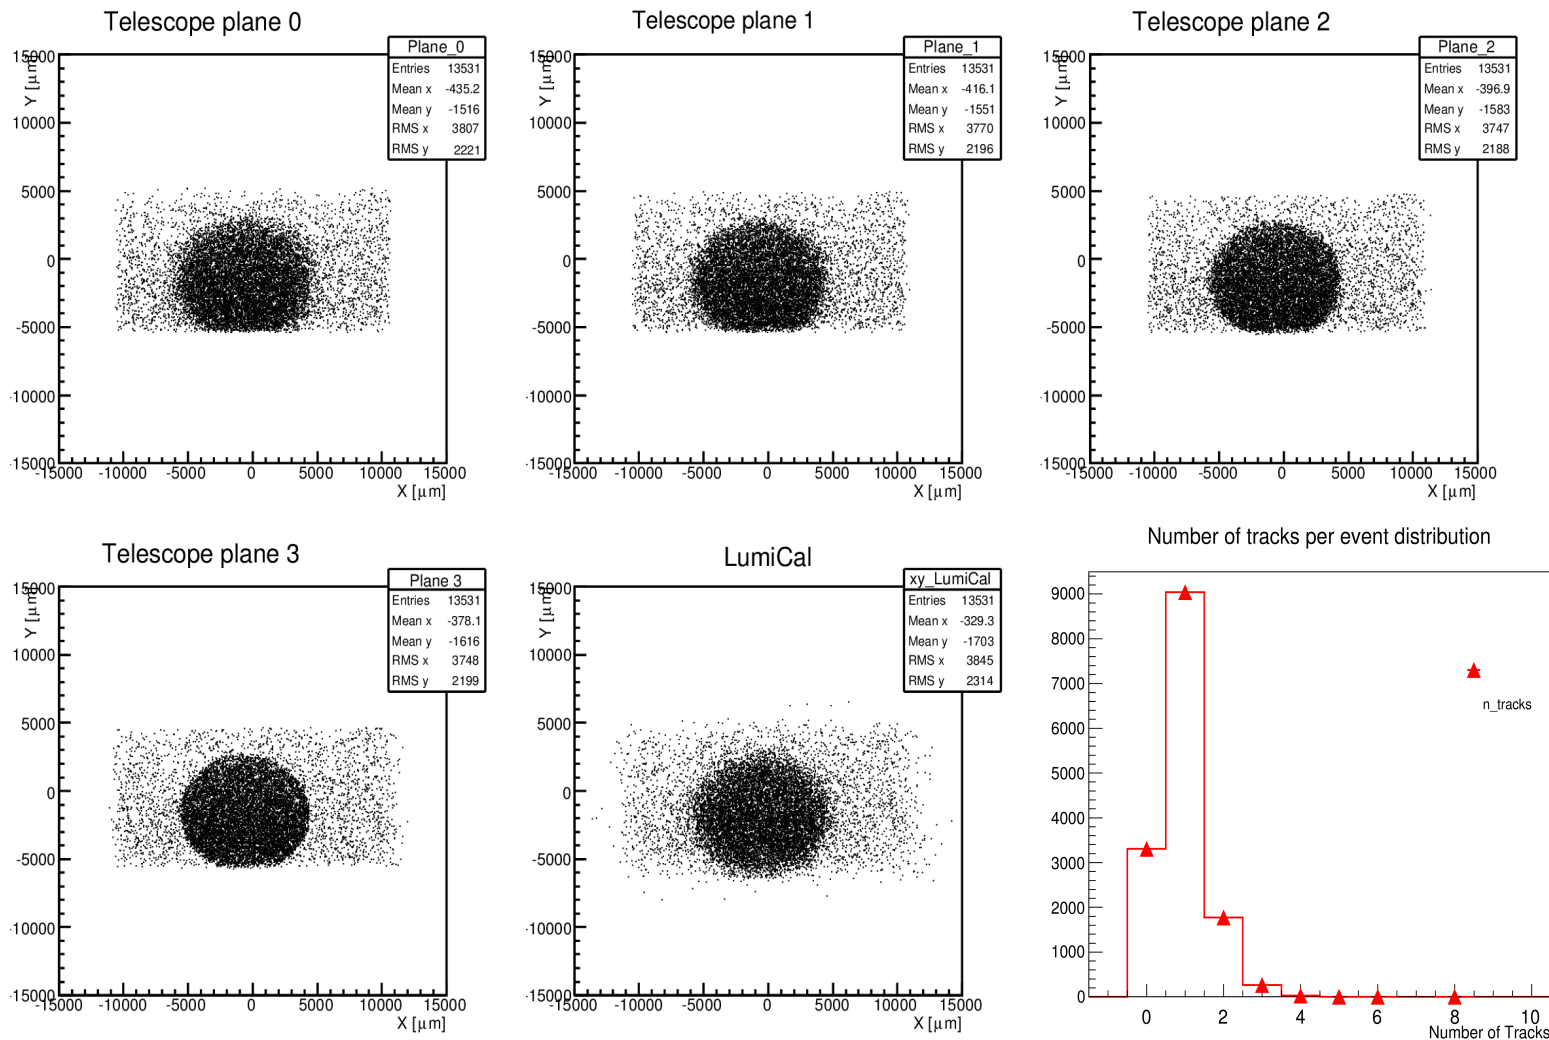 Telescope plane 0
Y [μm]
15000
10000
5000
0
-5000
-10000
-15000
-15000 -10000 -5000 0 5000 10000 15000
X [μm]
Plane_0
Entries 13531
Mean x -435.2
Mean y -1516
RMS x 3807
RMS y 2221
Telescope plane 1
Y [μm]
15000
10000
5000
0
-5000
-10000
-15000
-15000 -10000 -5000 0 5000 10000 15000
X [μm]
Plane_1
Entries 13531
Mean x -416.1
Mean y -1551
RMS x 3770
RMS y 2196
Telescope plane 2
Y [μm]
15000
10000
5000
0
-5000
-10000
-15000
-15000 -10000 -5000 0 5000 10000 15000
X [μm]
Plane_2
Entries 13531
Mean x -396.9
Mean y -1583
RMS x 3747
RMS y 2188
Telescope plane 3
Y [μm]
15000
10000
5000
0
-5000
-10000
-15000
-15000 -10000 -5000 0 5000 10000 15000
X [μm]
Plane 3
Entries 13531
Mean x -378.1
Mean y -1616
RMS x 3748
RMS y 2199
LumiCal
Y [μm]
15000
10000
5000
0
-5000
-10000
-15000
-15000 -10000 -5000 0 5000 10000 15000
X [μm]
xy_LumiCal
Entries 13531
Mean x -329.3
Mean y -1703
RMS x 3845
RMS y 2314
Number of tracks per event distribution
9000
8000
7000
6000
5000
4000
3000
2000
1000
0
n_tracks
0 2 4 6 8 10
Number of Tracks